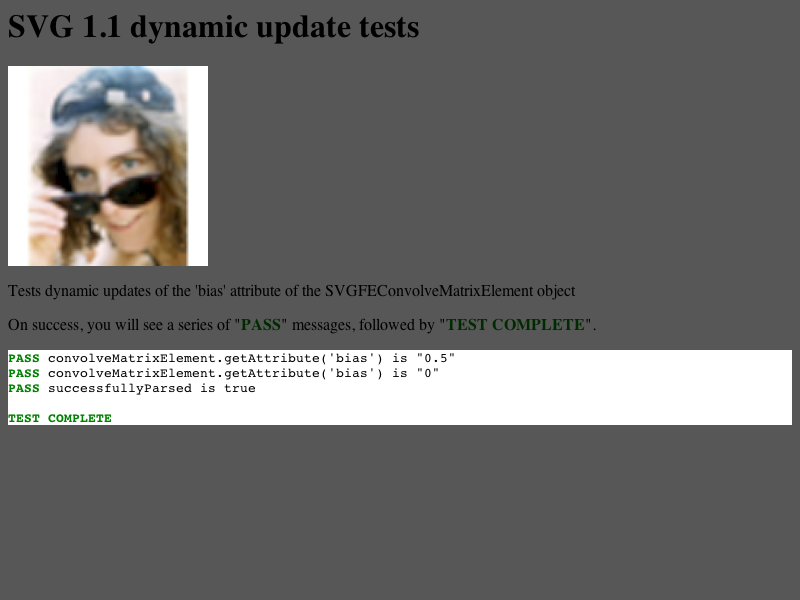 SVG 1.1 dynamic update tests
Tests dynamic updates of the 'bias' attribute of the SVGFEConvolveMatrixElement object
On success, you will see a series of "PASS" messages, followed by "TEST COMPLETE".
PASS convolveMatrixElement.getAttribute('bias') is "0.5"
PASS convolveMatrixElement.getAttribute('bias') is "0"
PASS successfullyParsed is true
TEST COMPLETE